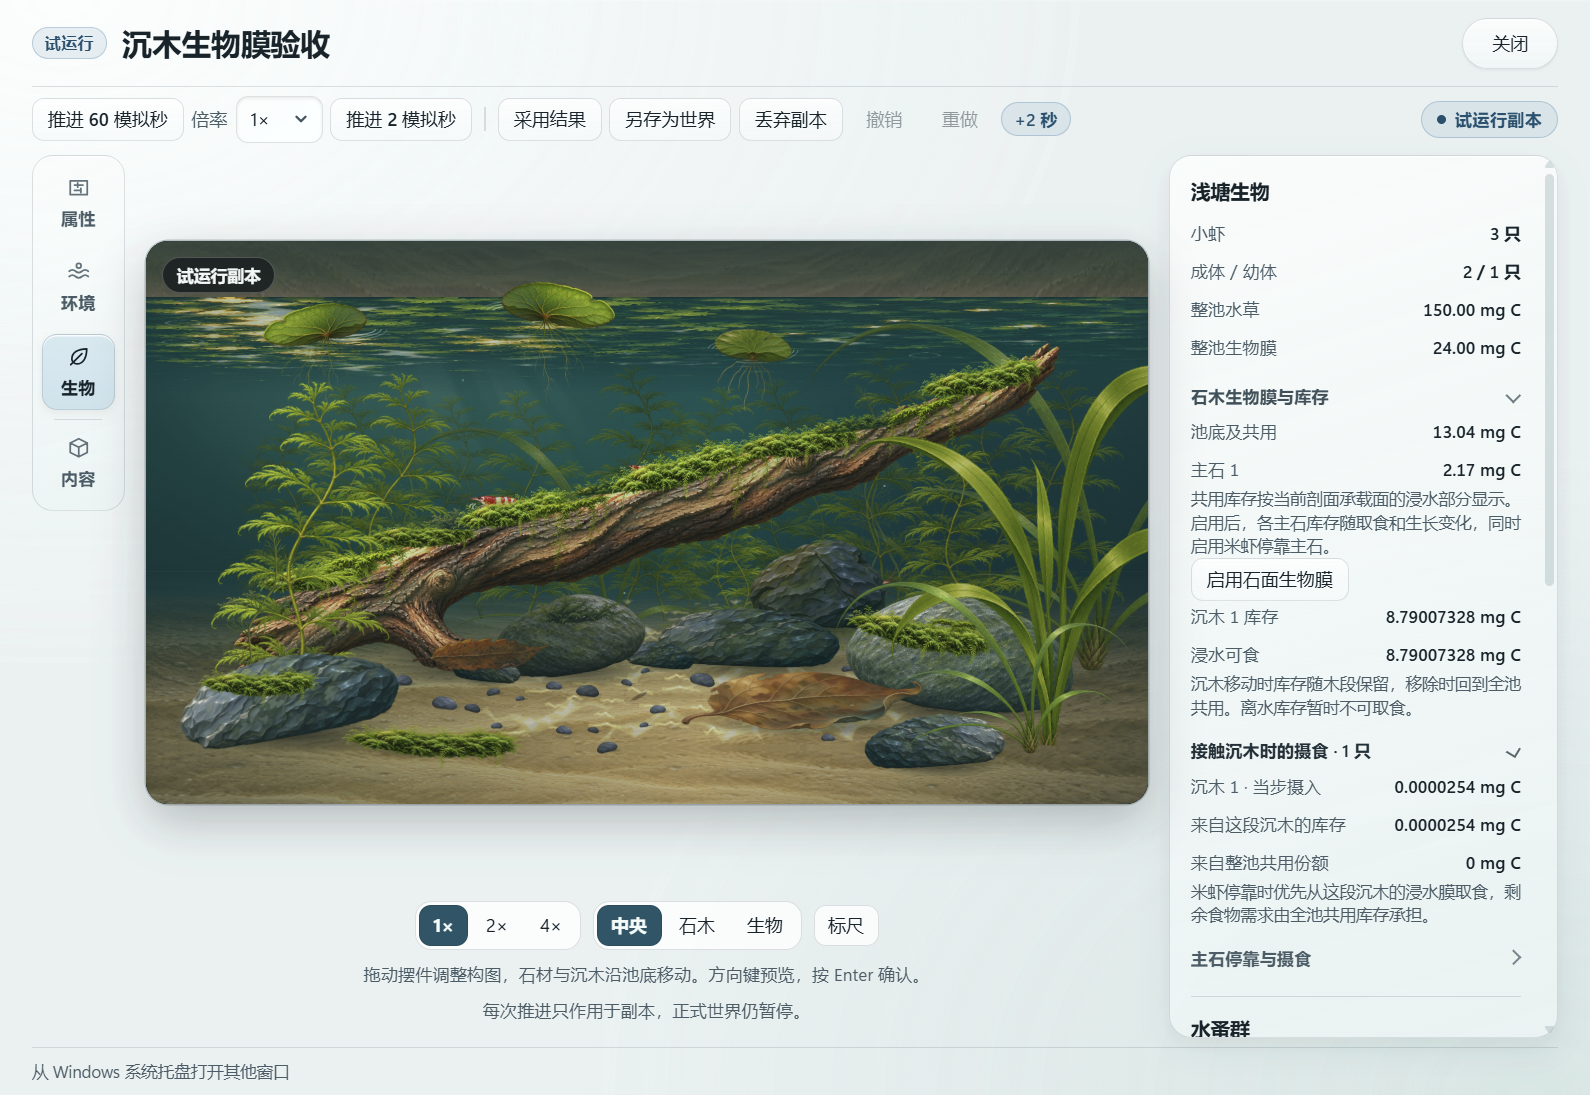 试运行
沉木生物膜验收
关闭
推进 60 模拟秒
倍率
1×
推进 2 模拟秒
采用结果
另存为世界
丢弃副本
撤销
重做
+2 秒
试运行副本
属性
环境
生物
内容
试运行副本
浅塘生物
小虾
3 只
成体 / 幼体
2 / 1 只
整池水草
150.00 mg C
整池生物膜
24.00 mg C
石木生物膜与库存
池底及共用
13.04 mg C
主石 1
2.17 mg C
共用库存按当前剖面承载面的浸水部分显示。
启用后，各主石库存随取食和生长变化，同时
启用米虾停靠主石。
启用石面生物膜
沉木 1 库存
8.79007328 mg C
浸水可食
8.79007328 mg C
沉木移动时库存随木段保留，移除时回到全池
共用。离水库存暂时不可取食。
接触沉木时的摄食 · 1 只
沉木 1 · 当步摄入
0.0000254 mg C
来自这段沉木的库存
0.0000254 mg C
来自整池共用份额
0 mg C
米虾停靠时优先从这段沉木的浸水膜取食，剩
余食物需求由全池共用库存承担。
主石停靠与摄食
水蚤群
1×
2×
4×
中央
石木
生物
标尺
拖动摆件调整构图，石材与沉木沿池底移动。方向键预览，按 Enter 确认。
每次推进只作用于副本，正式世界仍暂停。
从 Windows 系统托盘打开其他窗口